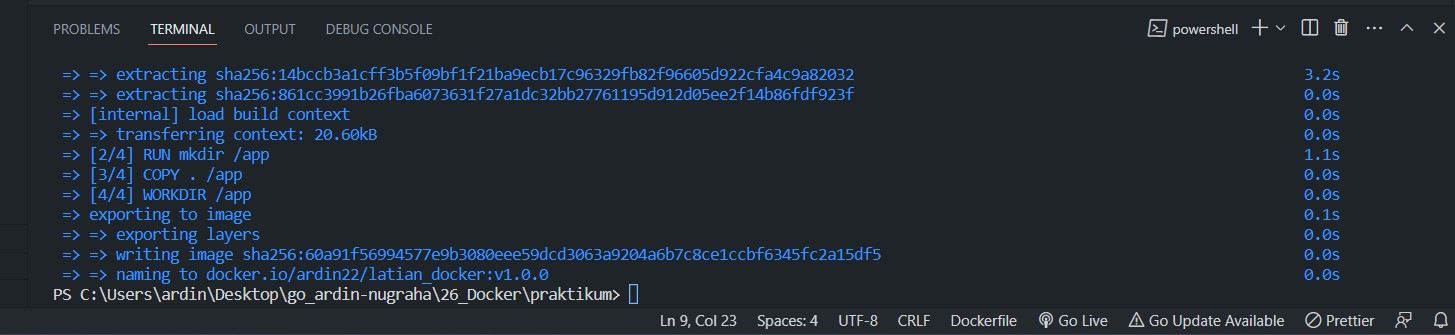 PROBLEMS TERMINAL OUTPUT DEBUG CONSOLE powershell
=> => extracting sha256:14bccb3a1cff3b5f09bf1f21ba9ecb17c96329fb82f96605d922cfa4c9a82032 3.2s
=> => extracting sha256:861cc3991b26fba6073631f27a1dc32bb27761195d912d05ee2f14b86fdf923f 0.0s
=> [internal] load build context 0.0s
=> => transferring context: 20.60kB 0.0s
=> [2/4] RUN mkdir /app 1.1s
=> [3/4] COPY . /app 0.0s
=> [4/4] WORKDIR /app 0.0s
=> exporting to image 0.1s
=> => exporting layers 0.0s
=> => writing image sha256:60a91f56994577e9b3080eee59dcd3063a9204a6b7c8ce1ccbf6345fc2a15df5 0.0s
=> => naming to docker.io/ardin22/latian_docker:v1.0.0 0.0s
PS C:\Users\ardin\Desktop\go_ardin-nugraha\26_Docker\praktikum>
Ln 9, Col 23 Spaces: 4 UTF-8 CRLF Dockerfile Go Live Go Update Available Prettier